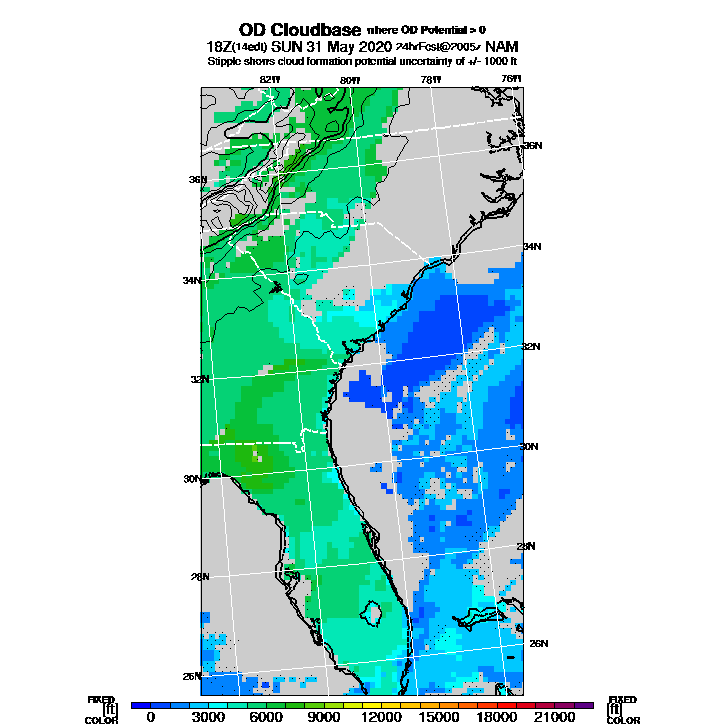 OD Cloudbase where OD Potential > 0
18Z(14edt) SUN 31 May 2020 24hrFcst@2005z NAM
Stipple shows cloud formation potential uncertainty of +/- 1000 ft
82W 80W 78W 76W
36N
36N
34N
34N
32N
32N
30N
30N
28N
28N
26N
26N
FIXED FIXED
[ft] [ft]
COLOR COLOR
0 3000 6000 9000 12000 15000 18000 21000